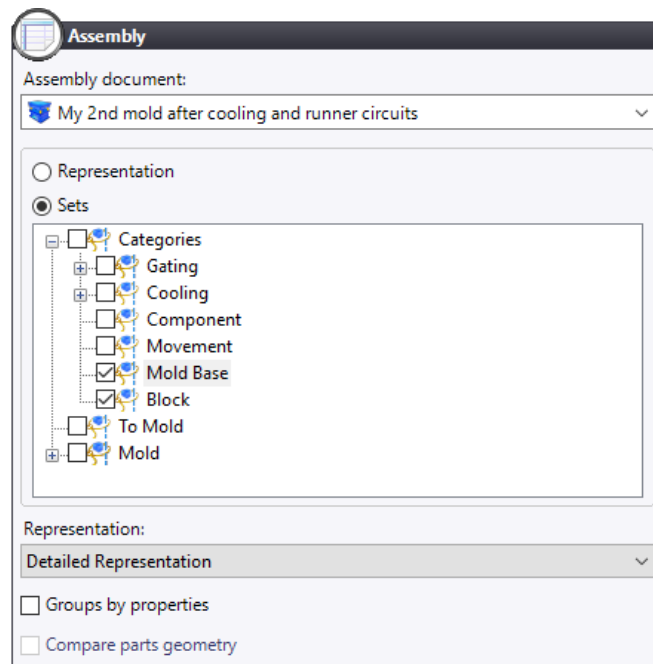 Assembly
Assembly document:
My 2nd mold after cooling and runner circuits
Representation
Sets
Categories
Gating
Cooling
Component
Movement
Mold Base
Block
To Mold
Mold
Representation:
Detailed Representation
Groups by properties
Compare parts geometry